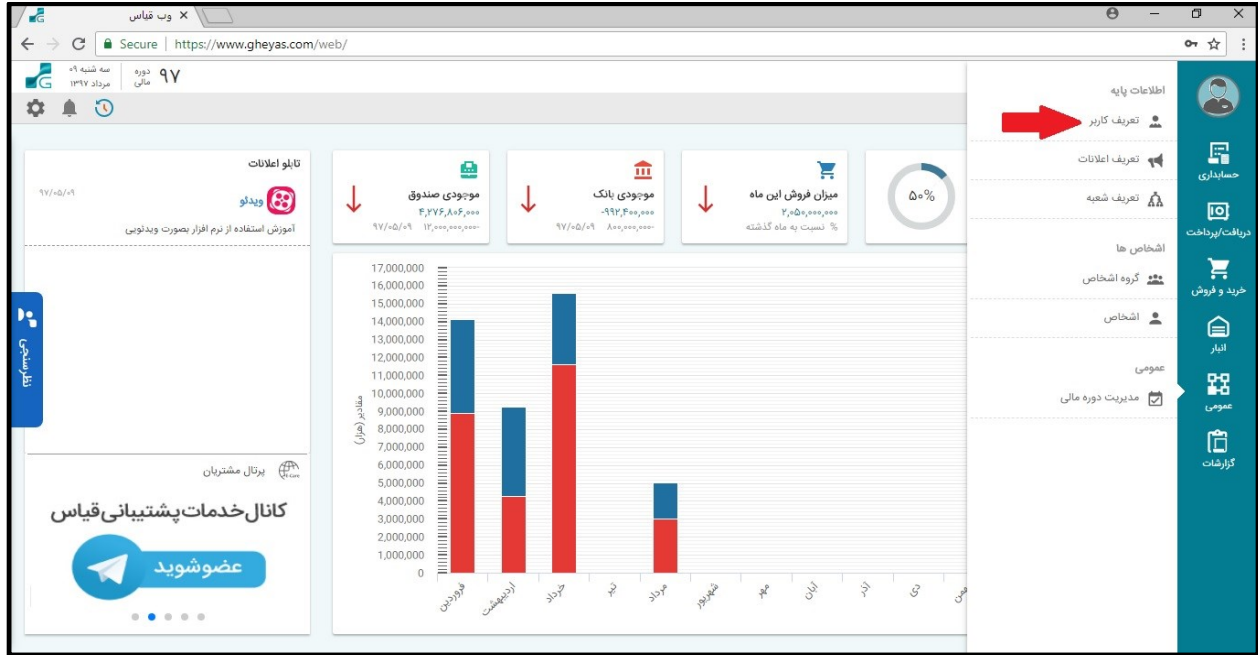 وب قیاس
Secure | https://www.gheyas.com/web/
سه شنبه ۰۹
مرداد ۱۳۹۷
دوره
مالی
۹۷
اطلاعات پایه
تعریف کاربر
تعریف اعلانات
تعریف شعبه
اشخاص ها
گروه اشخاص
اشخاص
عمومی
مدیریت دوره مالی
حسابداری
دریافت/پرداخت
خرید و فروش
انبار
عمومی
گزارشات
۵۰%
میزان فروش این ماه
۲,۰۵۰,۰۰۰,۰۰۰
% نسبت به ماه گذشته
موجودی بانک
-۹۹۲,۴۰۰,۰۰۰
۹۷/۰۵/۰۹ ۸۰۰,۰۰۰,۰۰۰-
موجودی صندوق
۴,۲۷۶,۸۰۶,۰۰۰
۹۷/۰۵/۰۹ ۱۲,۰۰۰,۰۰۰,۰۰۰-
تابلو اعلانات
ویدئو
۹۷/۰۵/۰۹
آموزش استفاده از نرم افزار بصورت ویدئویی
17,000,000
16,000,000
15,000,000
14,000,000
13,000,000
12,000,000
11,000,000
10,000,000
9,000,000
8,000,000
7,000,000
6,000,000
5,000,000
4,000,000
3,000,000
2,000,000
1,000,000
0
مقادیر (هزار)
فروردین
اردیبهشت
خرداد
تیر
مرداد
شهریور
مهر
آبان
آذر
دی
نظرسنجی
پرتال مشتریان
کانال خدمات پشتیبانی قیاس
عضو شوید